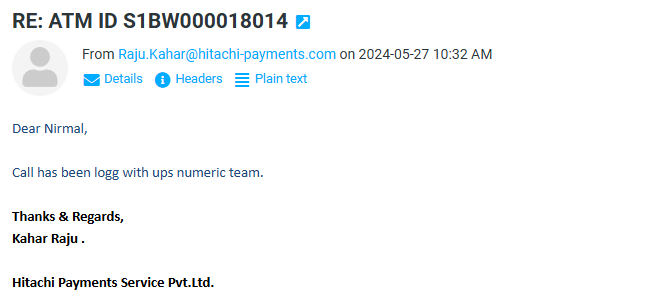 RE: ATM ID S1BW000018014
From Raju.Kahar@hitachi-payments.com on 2024-05-27 10:32 AM
Details Headers Plain text
Dear Nirmal,
Call has been logg with ups numeric team.
Thanks & Regards,
Kahar Raju .
Hitachi Payments Service Pvt.Ltd.